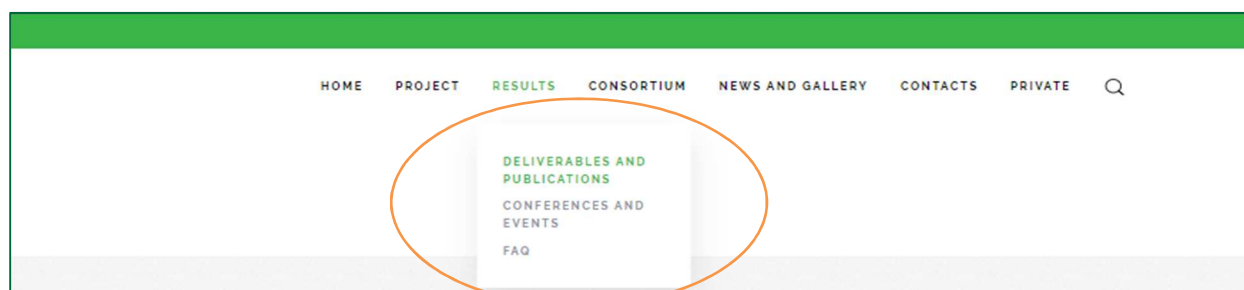 HOME PROJECT RESULTS CONSORTIUM NEWS AND GALLERY CONTACTS PRIVATE
DELIVERABLES AND
PUBLICATIONS
CONFERENCES AND
EVENTS
FAQ